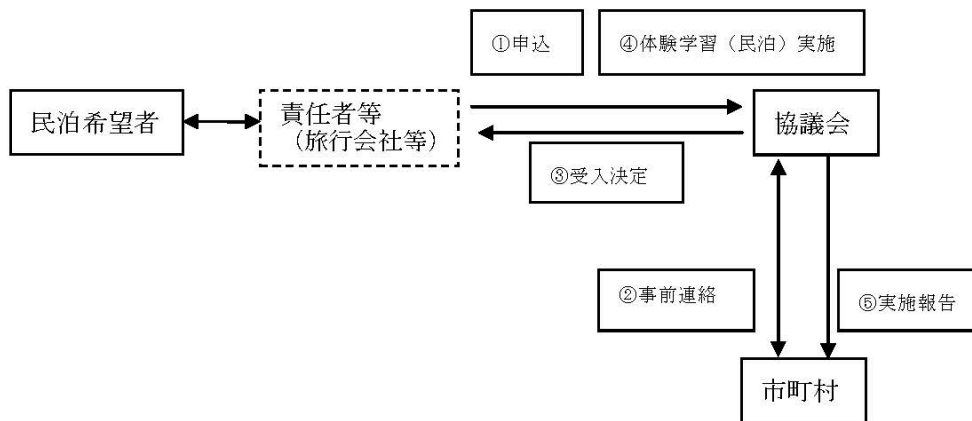 ①申込
④体験学習（民泊）実施
民泊希望者
責任者等
（旅行会社等）
協議会
③受入決定
②事前連絡
⑤実施報告
市町村